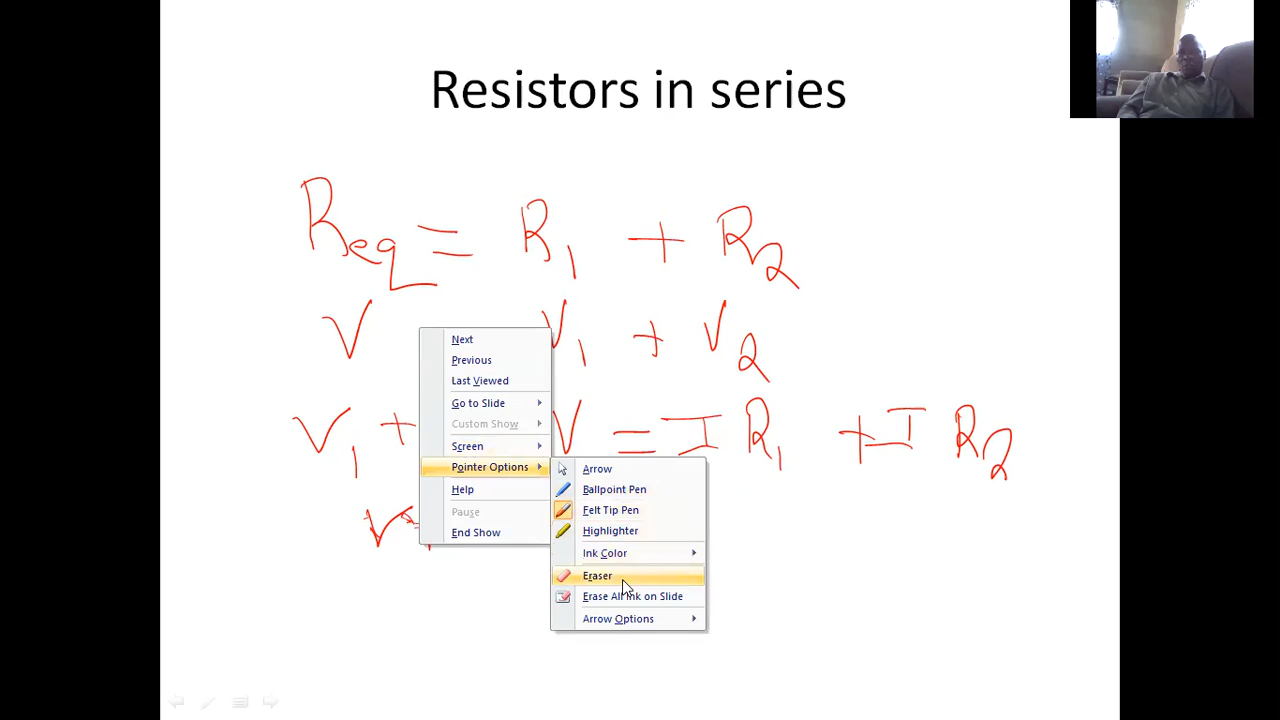 Resistors in series
Req = R1 + R2
V V1 + V2
V1 + V = I R1 + I R2
V
Next
Previous
Last Viewed
Go to Slide
Custom Show
Screen
Pointer Options
Help
Pause
End Show
Arrow
Ballpoint Pen
Felt Tip Pen
Highlighter
Ink Color
Eraser
Erase All Ink on Slide
Arrow Options